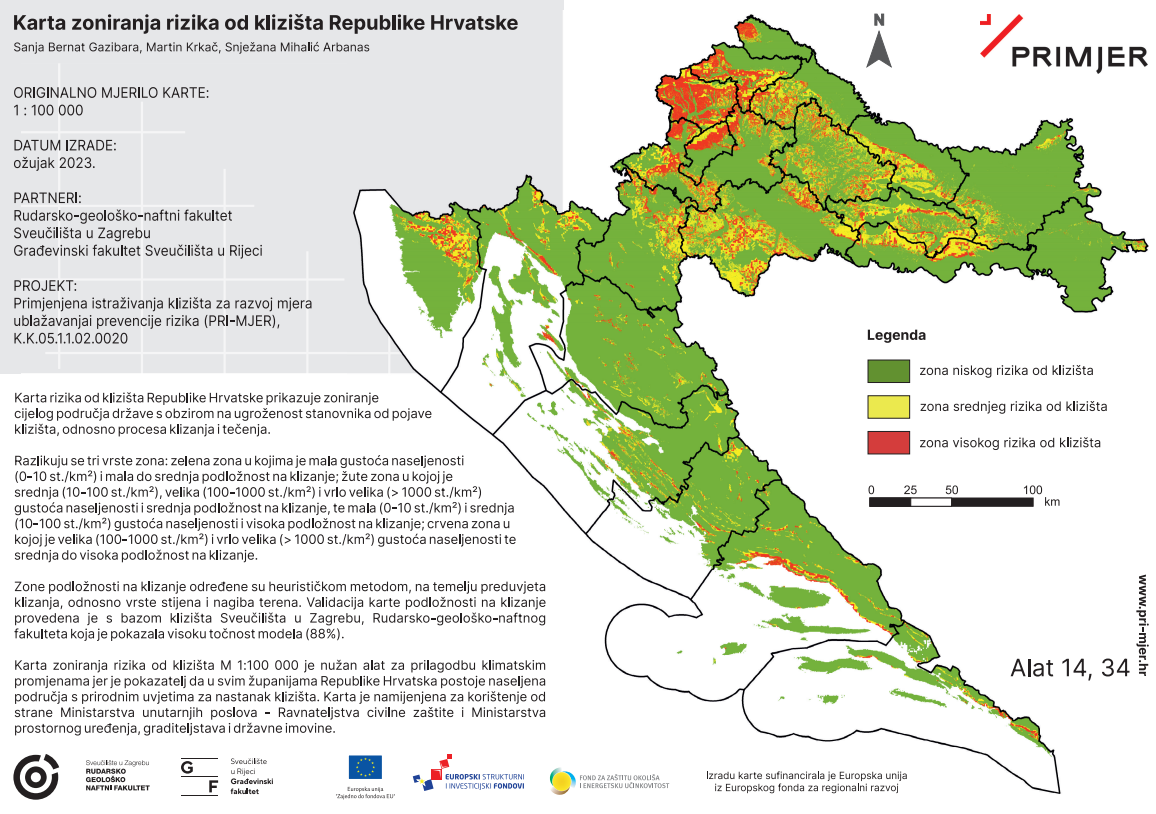 Karta zoniranja rizika od klizišta Republike Hrvatske
Sanja Bernat Gazibara, Martin Krkač, Snježana Mihalić Arbanas
ORIGINALNO MJERILO KARTE:
1 : 100 000
DATUM IZRADE:
ožujak 2023.
PARTNERI:
Rudarsko-geološko-naftni fakultet
Sveučilišta u Zagrebu
Građevinski fakultet Sveučilišta u Rijeci
PROJEKT:
Primjenjena istraživanja klizišta za razvoj mjera
ublažavanjai prevencije rizika (PRI-MJER),
K.K.05.1.1.02.0020
Karta rizika od klizišta Republike Hrvatske prikazuje zoniranje
cijelog područja države s obzirom na ugroženost stanovnika od pojave
klizišta, odnosno procesa klizanja i tečenja.
Razlikuju se tri vrste zona: zelena zona u kojima je mala gustoća naseljenosti
(0-10 st./km²) i mala do srednja podložnost na klizanje; žute zona u kojoj je
srednja (10-100 st./km²), velika (100-1000 st./km²) i vrlo velika (> 1000 st./km²)
gustoća naseljenosti i srednja podložnost na klizanje, te mala (0-10 st./km²) i srednja
(10-100 st./km²) gustoća naseljenosti i visoka podložnost na klizanje; crvena zona u
kojoj je velika (100-1000 st./km²) i vrlo velika (> 1000 st./km²) gustoća naseljenosti te
srednja do visoka podložnost na klizanje.
Zone podložnosti na klizanje određene su heurističkom metodom, na temelju preduvjeta
klizanja, odnosno vrste stijena i nagiba terena. Validacija karte podložnosti na klizanje
provedena je s bazom klizišta Sveučilišta u Zagrebu, Rudarsko-geološko-naftnog
fakulteta koja je pokazala visoku točnost modela (88%).
Karta zoniranja rizika od klizišta M 1:100 000 je nužan alat za prilagodbu klimatskim
promjenama jer je pokazatelj da u svim županijama Republike Hrvatska postoje naseljena
područja s prirodnim uvjetima za nastanak klizišta. Karta je namijenjena za korištenje od
strane Ministarstva unutarnjih poslova - Ravnateljstva civilne zaštite i Ministarstva
prostornog uređenja, graditeljstava i državne imovine.
N
PRIMJER
Legenda
zona niskog rizika od klizišta
zona srednjeg rizika od klizišta
zona visokog rizika od klizišta
0 25 50 100
km
Alat 14, 34
www.pri-mjer.hr
Sveučilište u Zagrebu
RUDARSKO
GEOLOŠKO
NAFTNI FAKULTET
G
F
Sveučilište
u Rijeci
Građevinski
fakultet
Europska unija
"Zajedno do fondova EU"
EUROPSKI STRUKTURNI
I INVESTICIJSKI FONDOVI
FOND ZA ZAŠTITU OKOLIŠA
I ENERGETSKU UČINKOVITOST
Izradu karte sufinancirala je Europska unija
iz Europskog fonda za regionalni razvoj